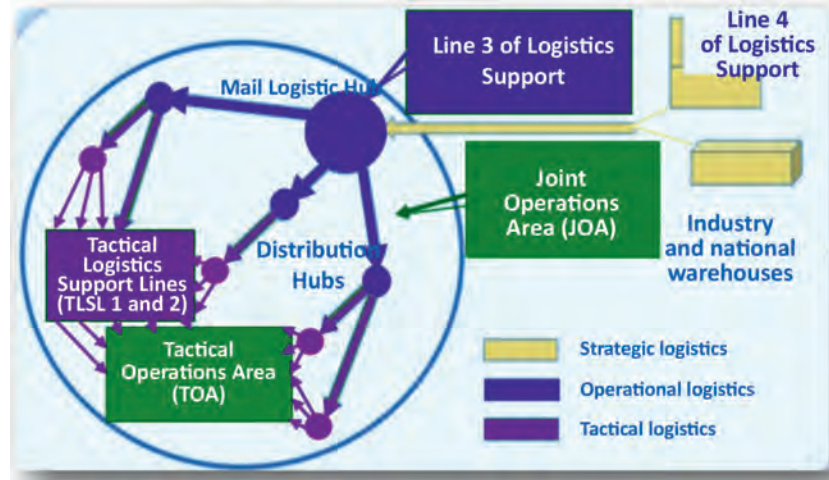 Line 3 of Logistics
Support
Line 4
of Logistics
Support
Mail Logistic Hub
Joint
Operations
Area (JOA)
Industry
and national
warehouses
Tactical
Logistics
Support Lines
(TLSL 1 and 2)
Distribution
Hubs
Tactical
Operations Area
(TOA)
Strategic logistics
Operational logistics
Tactical logistics